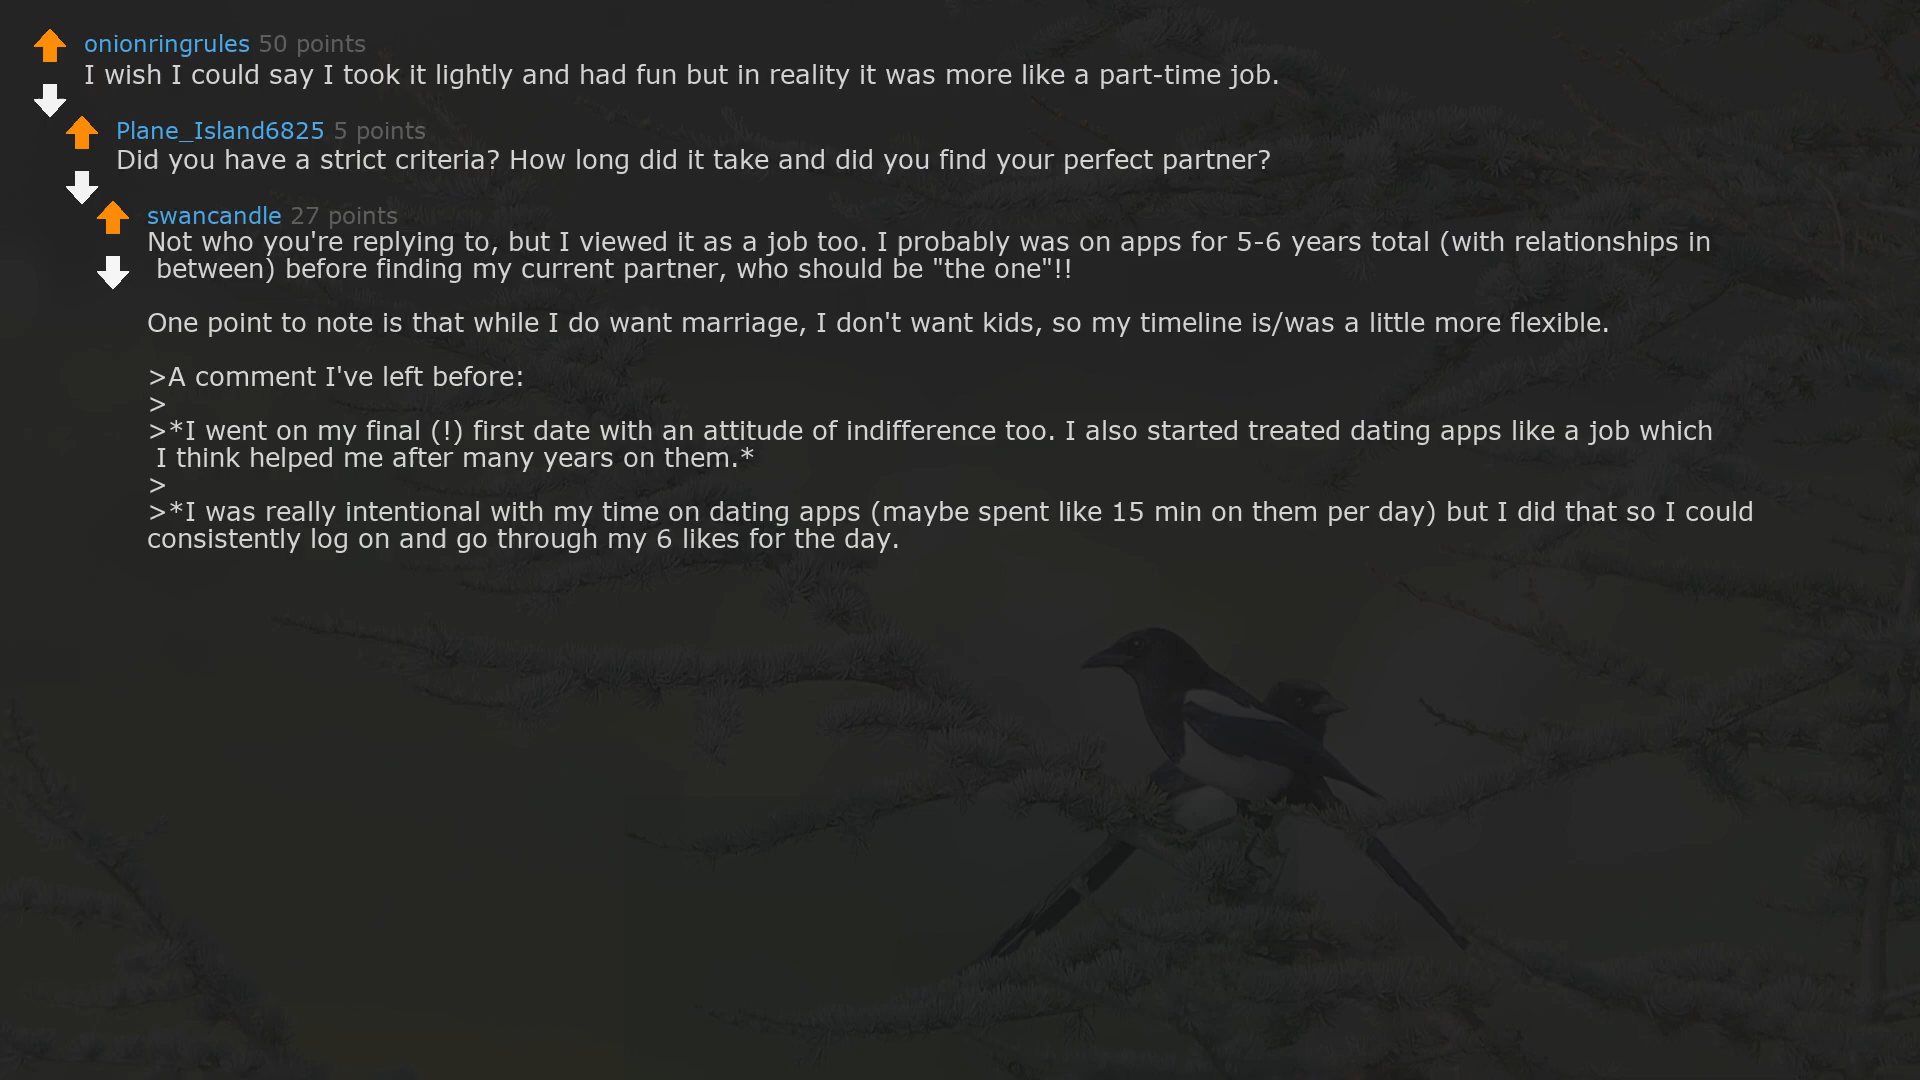 onionringrules 50 points
I wish I could say I took it lightly and had fun but in reality it was more like a part-time job.
Plane_Island6825 5 points
Did you have a strict criteria? How long did it take and did you find your perfect partner?
swancandle 27 points
Not who you're replying to, but I viewed it as a job too. I probably was on apps for 5-6 years total (with relationships in
between) before finding my current partner, who should be "the one"!!
One point to note is that while I do want marriage, I don't want kids, so my timeline is/was a little more flexible.
>A comment I've left before:
>
>*I went on my final (!) first date with an attitude of indifference too. I also started treated dating apps like a job which
I think helped me after many years on them.*
>
>*I was really intentional with my time on dating apps (maybe spent like 15 min on them per day) but I did that so I could
consistently log on and go through my 6 likes for the day.